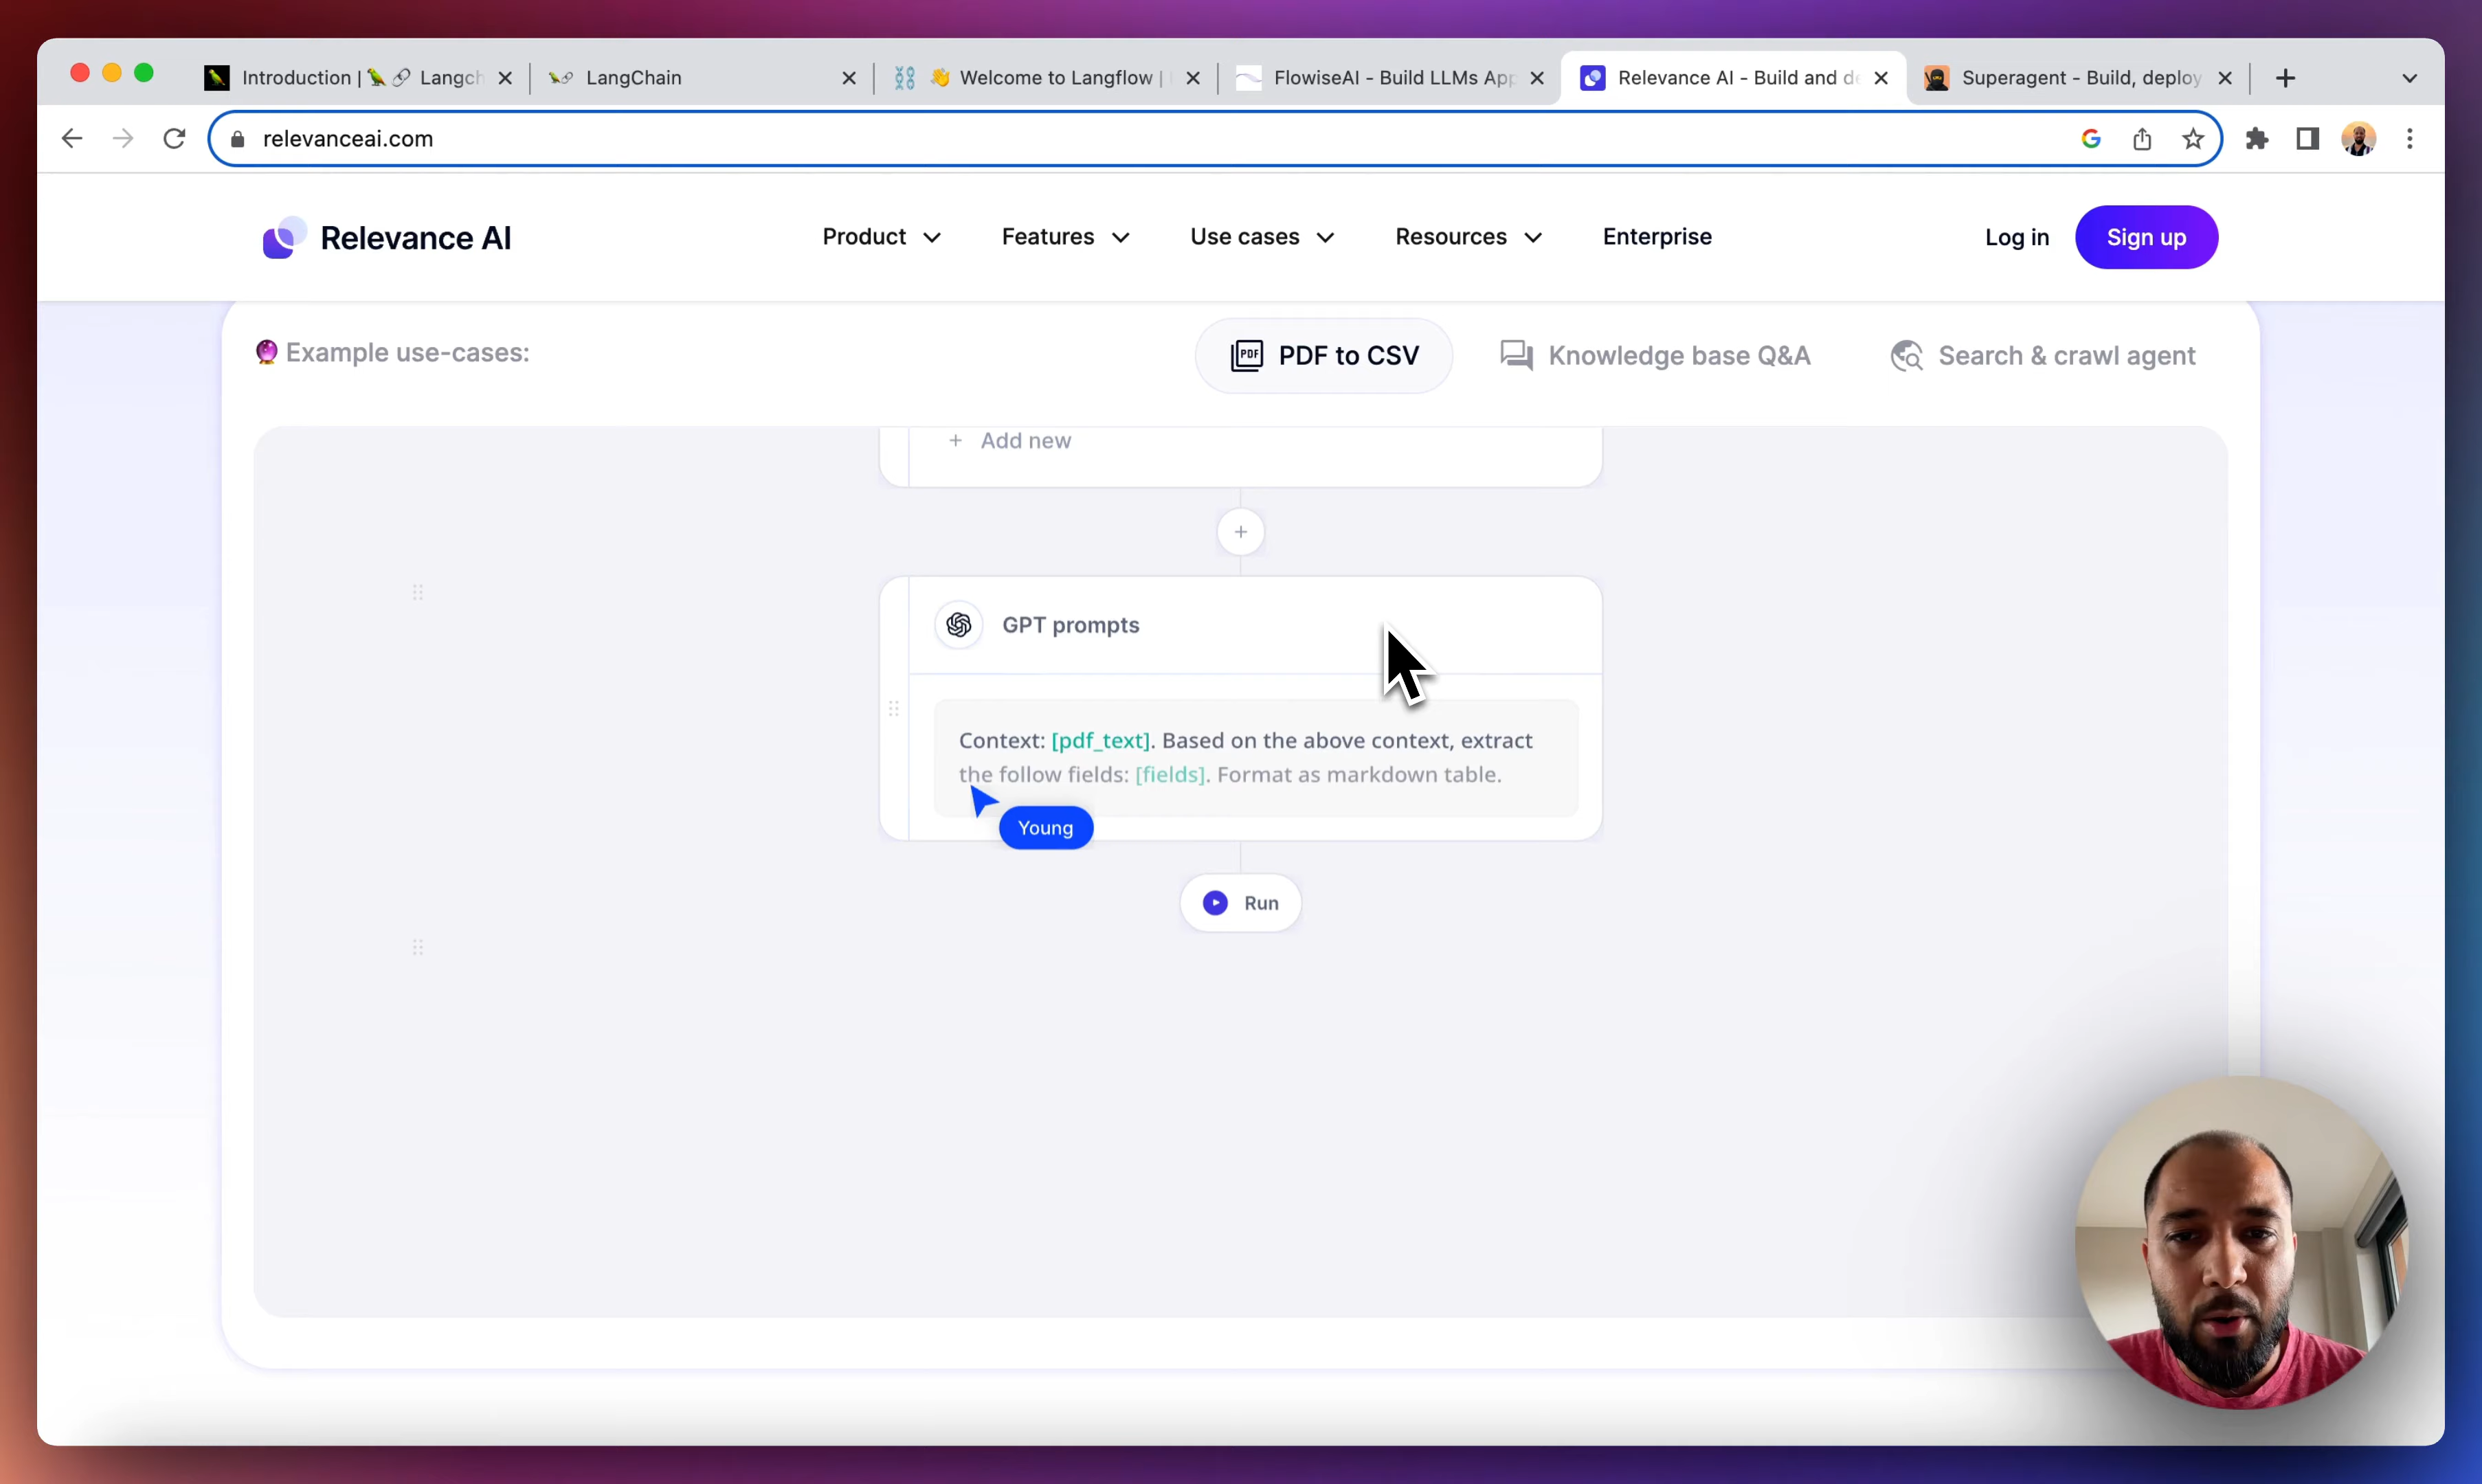 Introduction | Langch
LangChain
Welcome to Langflow |
FlowiseAI - Build LLMs App
Relevance AI - Build and de
Superagent - Build, deploy
relevanceai.com
Relevance AI
Product
Features
Use cases
Resources
Enterprise
Log in
Sign up
Example use-cases:
PDF
PDF to CSV
Knowledge base Q&A
Search & crawl agent
+ Add new
+
GPT prompts
Context: [pdf_text]. Based on the above context, extract
the follow fields: [fields]. Format as markdown table.
Young
Run